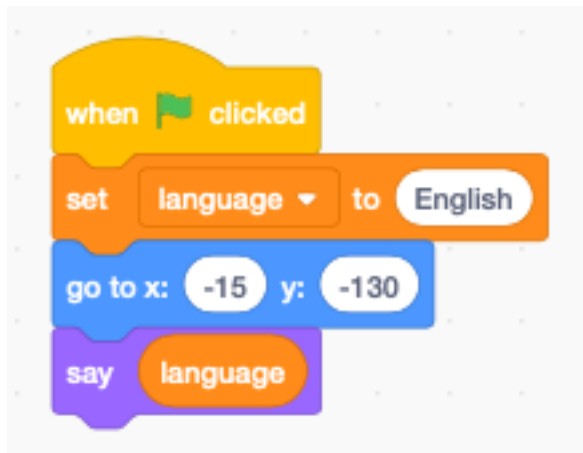 when clicked
set language to English
go to x: -15 y: -130
say language